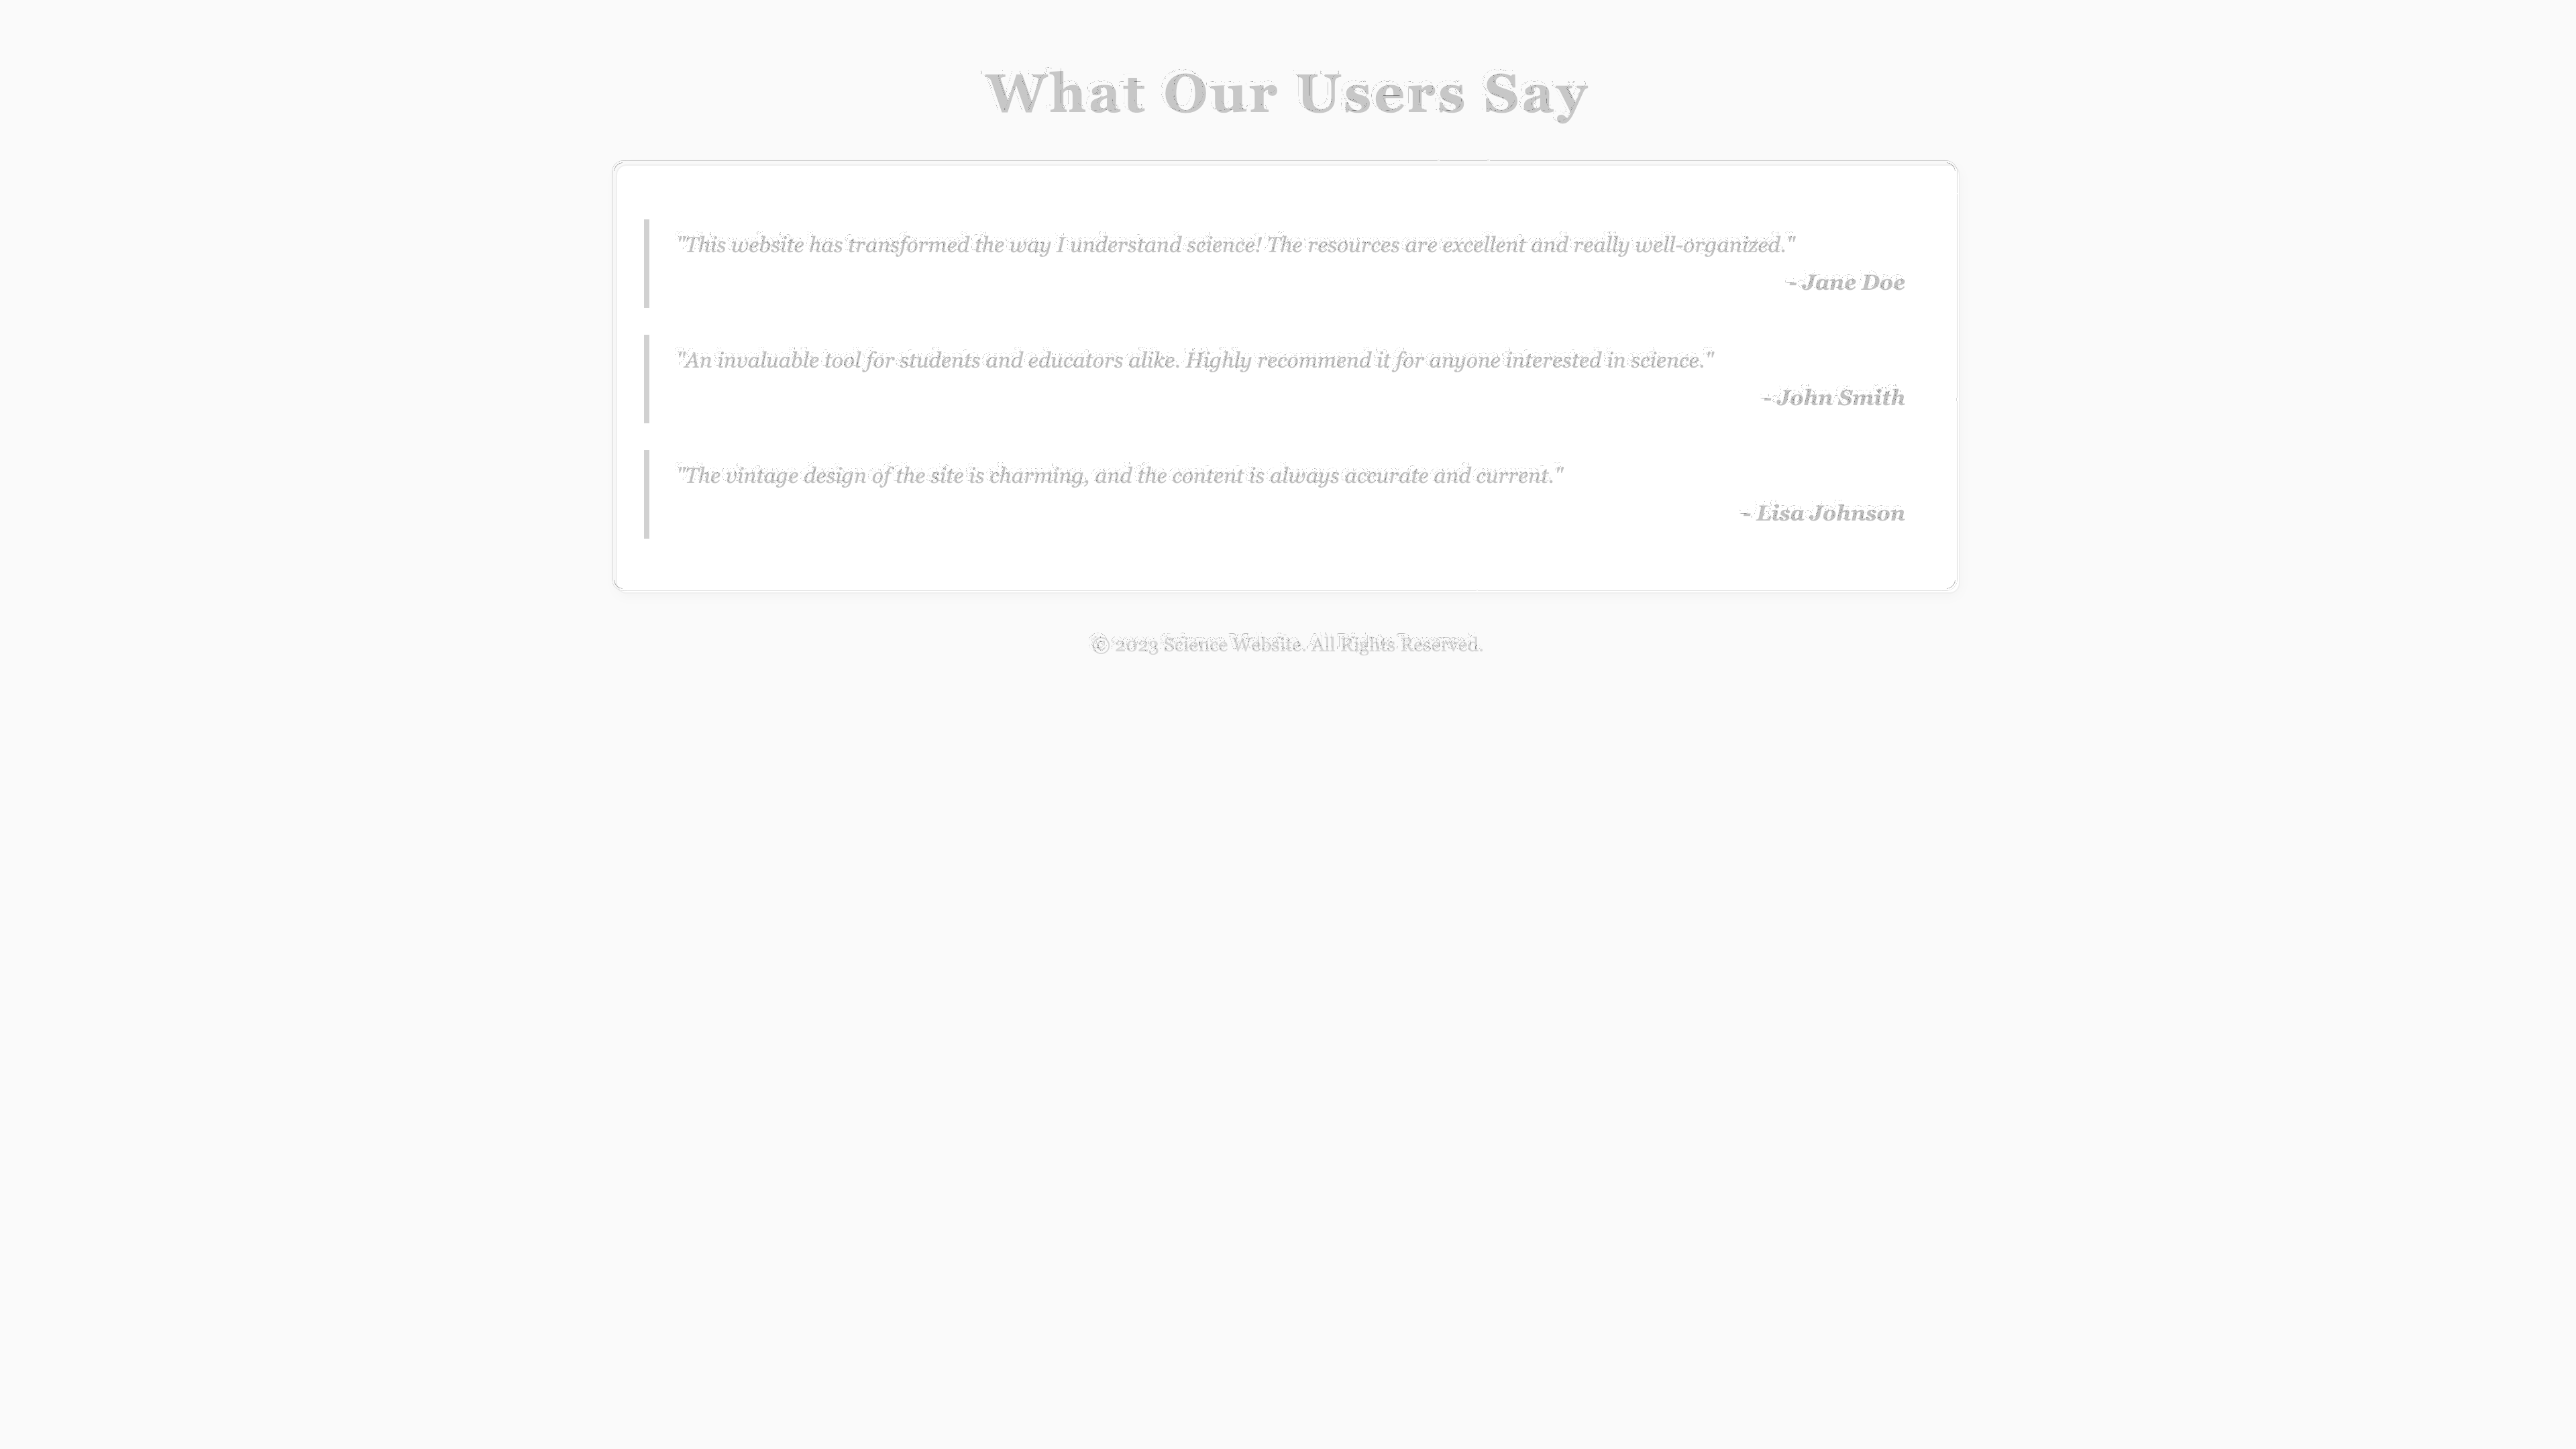 What Our Users Say
"This website has transformed the way I understand science! The resources are excellent and really well-organized."
- Jane Doe
"An invaluable tool for students and educators alike. Highly recommend it for anyone interested in science."
- John Smith
"The vintage design of the site is charming, and the content is always accurate and current."
- Lisa Johnson
© 2023 Science Website. All Rights Reserved.